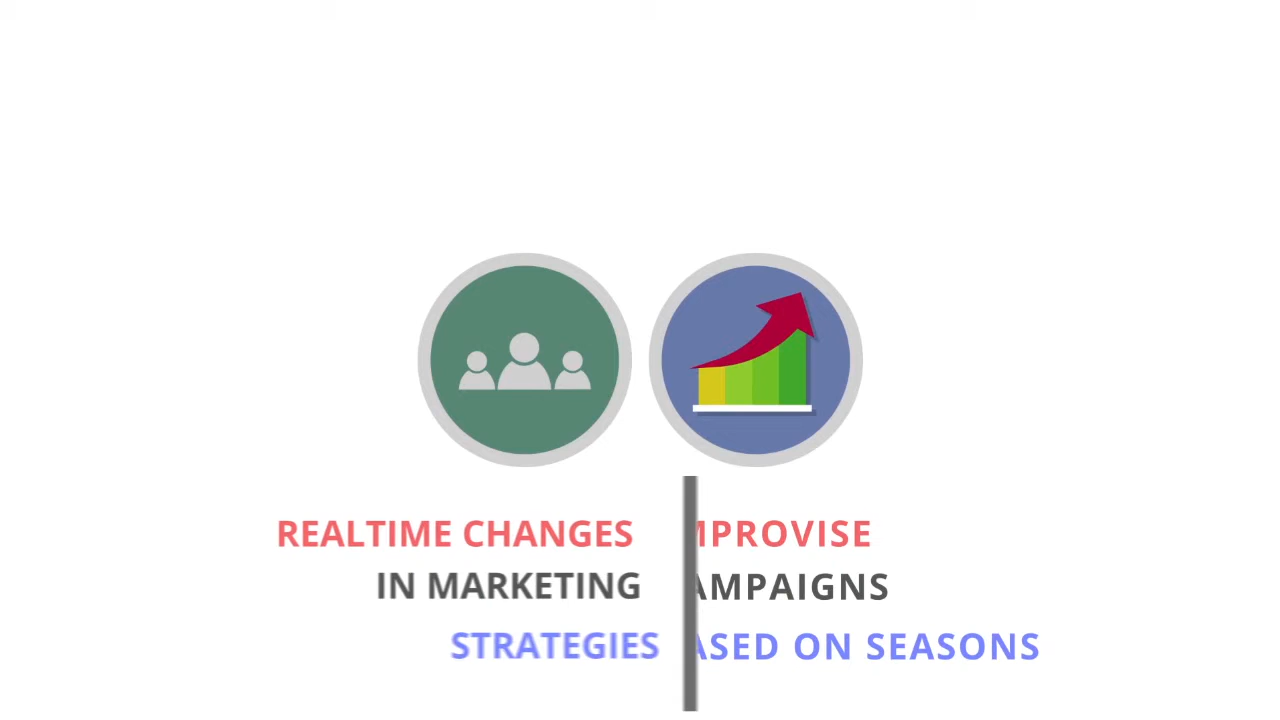 REALTIME CHANGES
IN MARKETING
STRATEGIES
MPROVISE
AMPAIGNS
ASED ON SEASONS